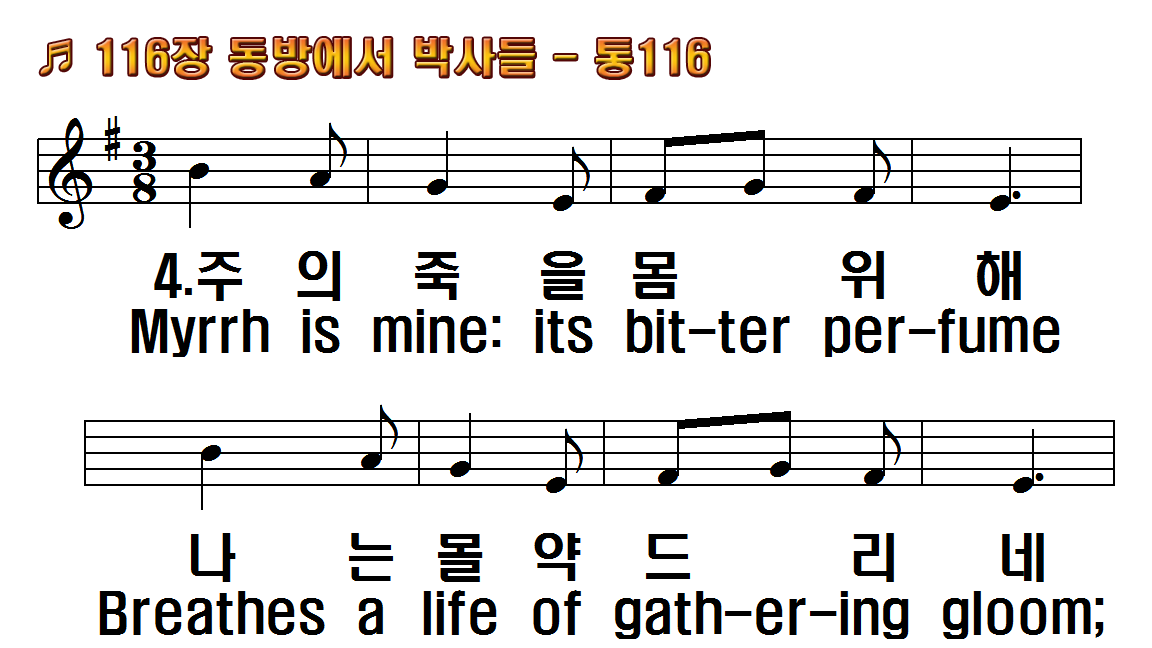 116장 동방에서 박사들 - 통116
4.주 의 죽 을 몸 위 해
Myrrh is mine: its bit-ter per-fume
나 는 몰 약 드 리 네
Breathes a life of gath-er-ing gloom;